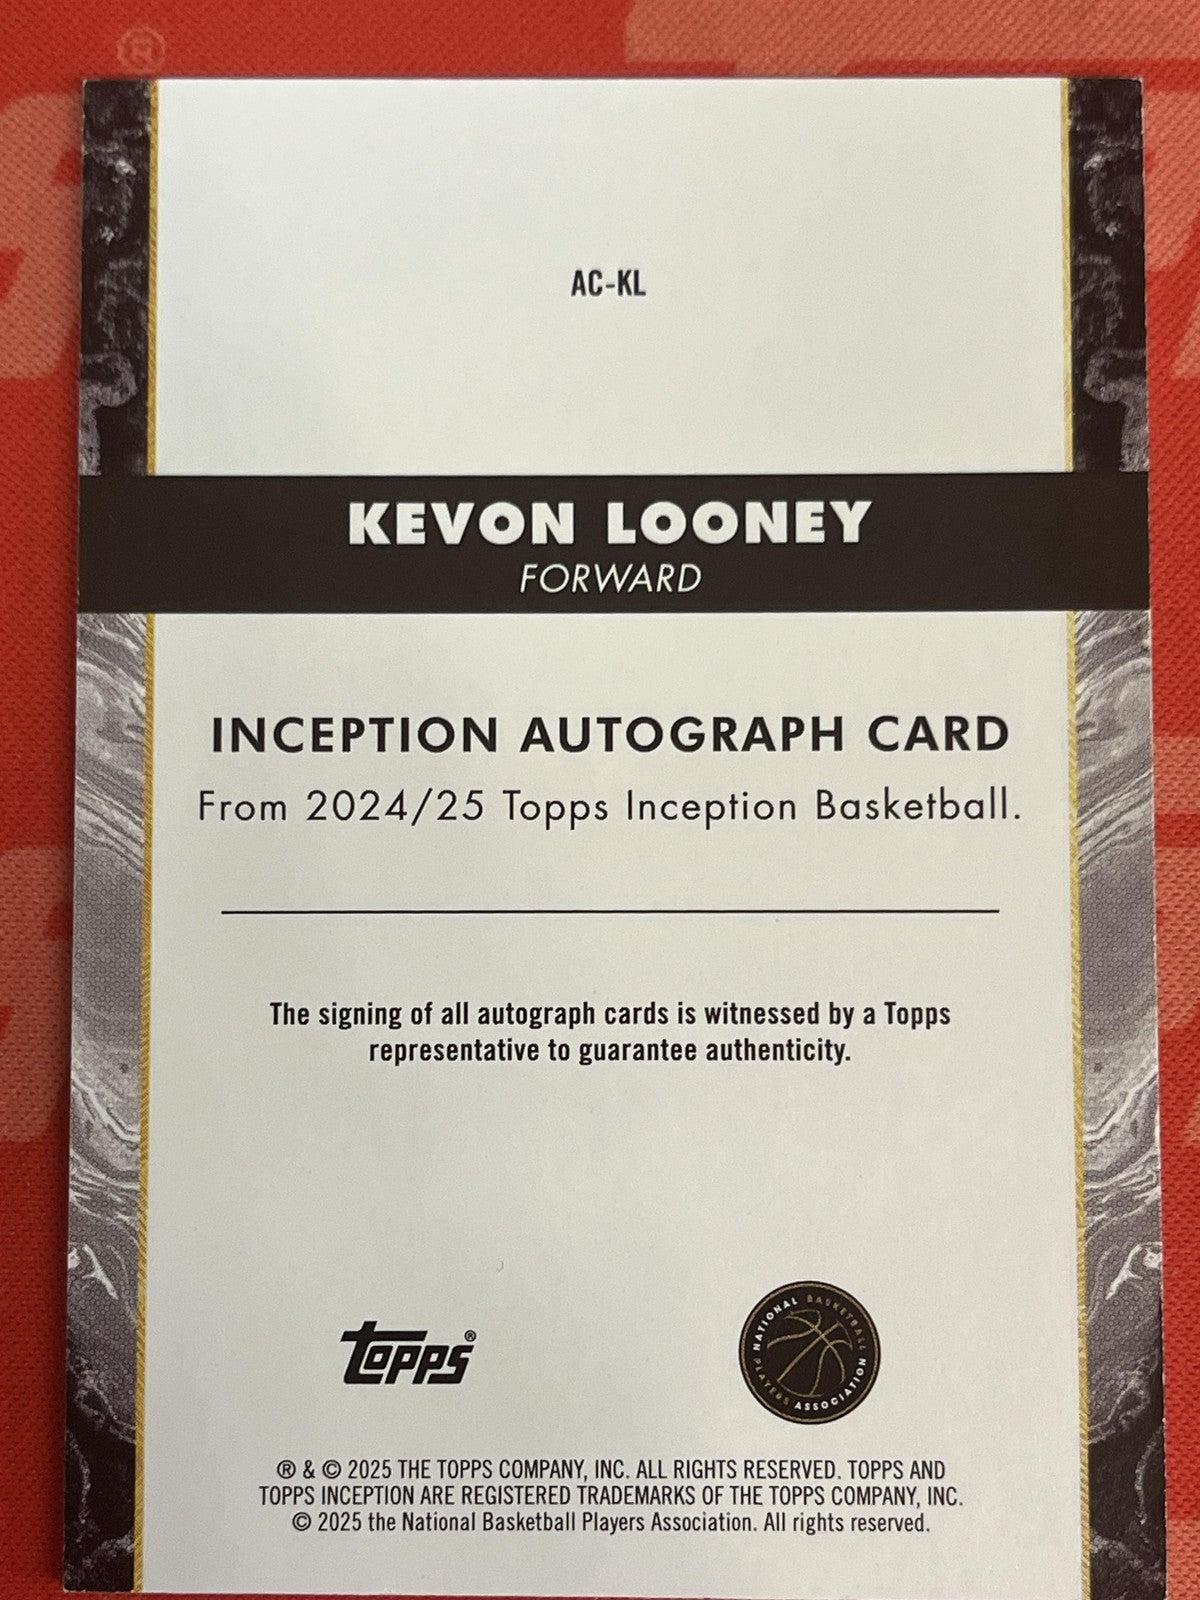 ®
AC-KL
KEVON LOONEY
FORWARD
INCEPTION AUTOGRAPH CARD
From 2024/25 Topps Inception Basketball.
The signing of all autograph cards is witnessed by a Topps
representative to guarantee authenticity.
topps®
NATIONAL BASKETBALL
PLAYERS ASSOCIATION
® & © 2025 THE TOPPS COMPANY, INC. ALL RIGHTS RESERVED. TOPPS AND
TOPPS INCEPTION ARE REGISTERED TRADEMARKS OF THE TOPPS COMPANY, INC.
© 2025 the National Basketball Players Association. All rights reserved.